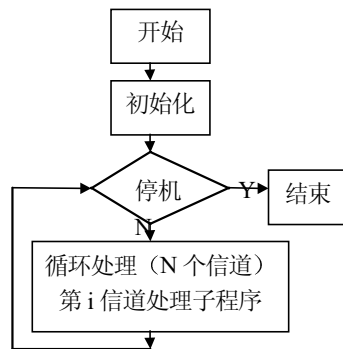 开始
初始化
停机
Y
结束
N
循环处理（N 个信道）
第 i 信道处理子程序